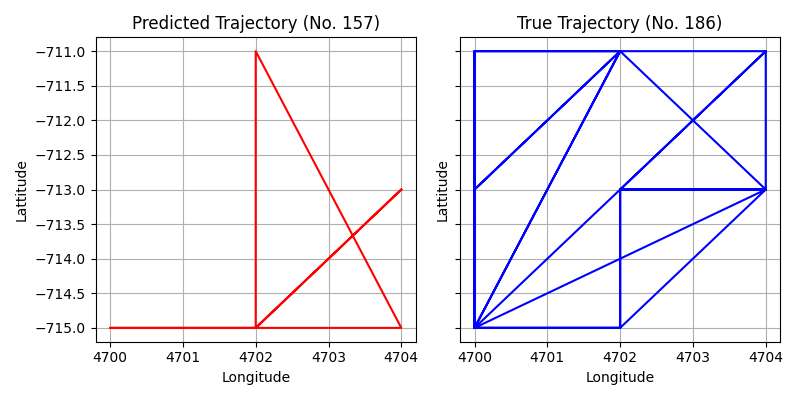 Predicted Trajectory (No. 157)
True Trajectory (No. 186)
−711.0
−711.5
−712.0
−712.5
−713.0
−713.5
−714.0
−714.5
−715.0
Lattitude
Lattitude
4700 4701 4702 4703 4704
4700 4701 4702 4703 4704
Longitude
Longitude